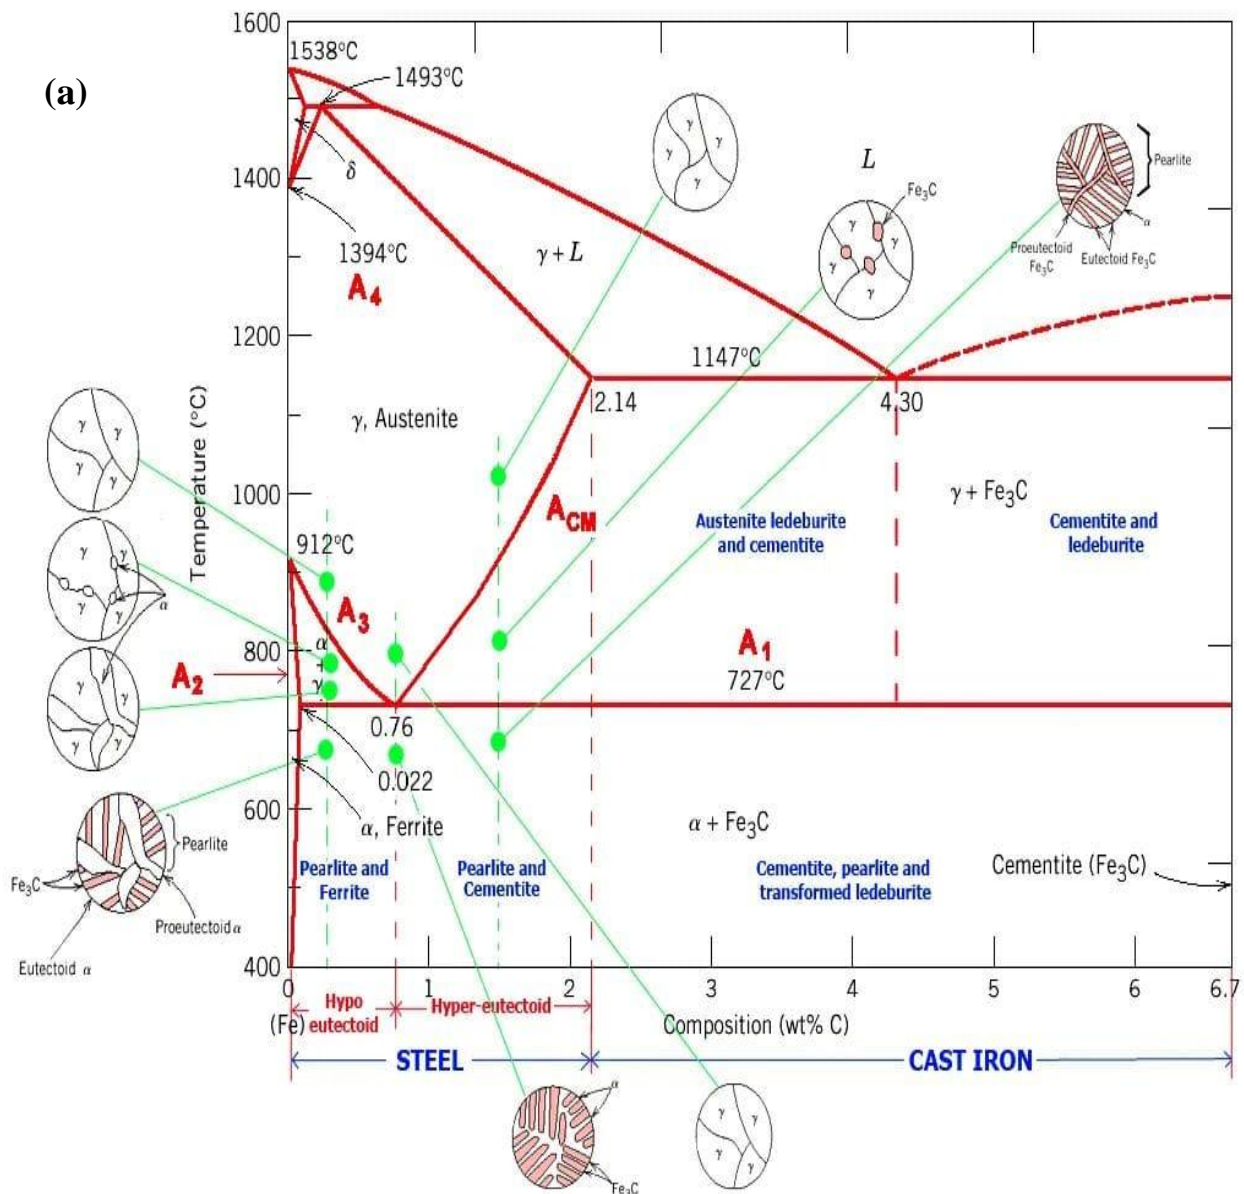 (a)
1600
1538°C
1493°C
δ
1400
1394°C
A₄
γ + L
L
γ
γ
γ
γ
Fe₃C
γ
γ
γ
γ
Pearlite
α
Proeutectoid
Fe₃C
Eutectoid Fe₃C
1200
1147°C
2.14
4.30
γ, Austenite
Temperature (°C)
γ
γ
γ
γ
1000
A_CM
Austenite ledeburite
and cementite
γ + Fe₃C
Cementite and
ledeburite
912°C
γ
γ
γ
γ
α
A₃
800
α
+
γ
A₂
A₁
727°C
γ
γ
γ
γ
0.76
0.022
600
α, Ferrite
α + Fe₃C
Cementite (Fe₃C)
Pearlite
Fe₃C
Proeutectoid α
Eutectoid α
Pearlite and
Ferrite
Pearlite and
Cementite
Cementite, pearlite and
transformed ledeburite
400
0
1
2
3
4
5
6
6.7
(Fe)
Hypo
eutectoid
Hyper-eutectoid
Composition (wt% C)
STEEL
CAST IRON
α
Fe₃C
γ
γ
γ
γ